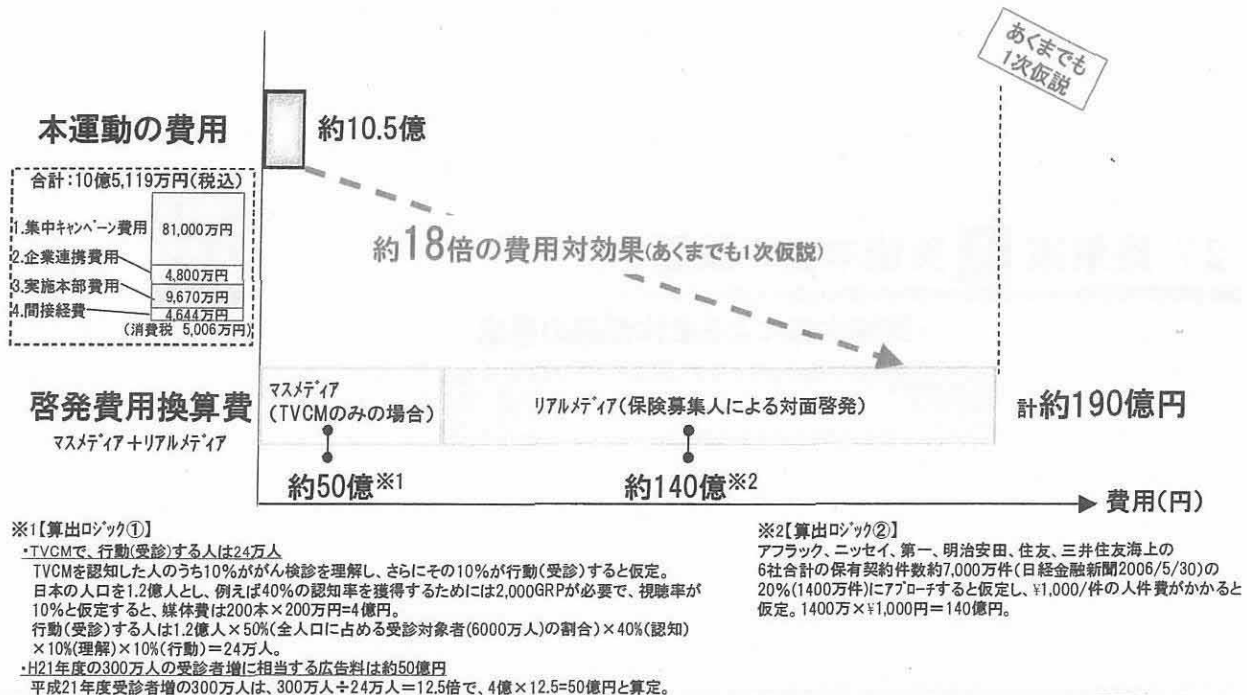 あくまでも
1次仮説
本運動の費用
約10.5億
合計:10億5,119万円(税込)
1.集中キャンペーン費用 81,000万円
2.企業連携費用 4,800万円
3.実施本部費用 9,670万円
4.間接経費 4,644万円
(消費税 5,006万円)
約18倍の費用対効果(あくまでも1次仮説)
啓発費用換算費
マスメディア+リアルメディア
マスメディア
(TVCMのみの場合)
リアルメディア(保険募集人による対面啓発)
計約190億円
約50億※1
約140億※2
費用(円)
※1【算出ロジック①】
・TVCMで、行動(受診)する人は24万人
TVCMを認知した人のうち10%ががん検診を理解し、さらにその10%が行動(受診)すると仮定。
日本の人口を1.2億人とし、例えば40%の認知率を獲得するためには2,000GRPが必要で、視聴率が
10%と仮定すると、媒体費は200本×200万円=4億円。
行動(受診)する人は1.2億人×50%(全人口に占める受診対象者(6000万人)の割合)×40%(認知)
×10%(理解)×10%(行動)=24万人。
・H21年度の300万人の受診者増に相当する広告料は約50億円
平成21年度受診者増の300万人は、300万人÷24万人=12.5倍で、4億×12.5=50億円と算定。
※2【算出ロジック②】
アフラック、ニッセイ、第一、明治安田、住友、三井住友海上の
6社合計の保有契約件数約7,000万件(日経金融新聞2006/5/30)の
20%(1400万件)にアプローチすると仮定し、¥1,000/件の人件費がかかると
仮定。1400万×¥1,000円=140億円。